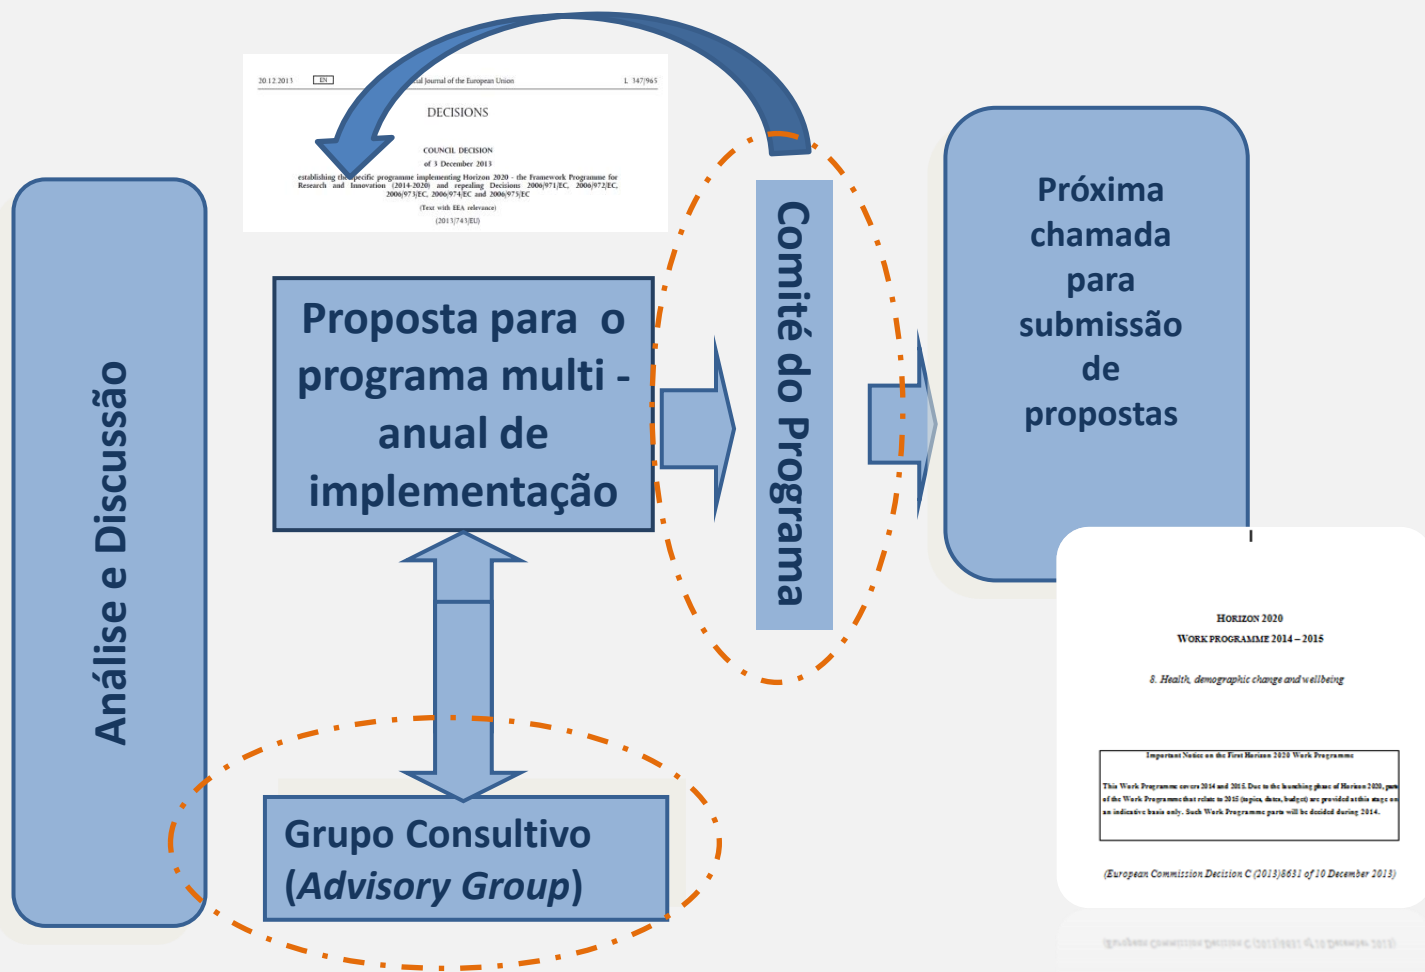 20.12.2013 EN Journal of the European Union L 347/965
DECISIONS
COUNCIL DECISION
of 3 December 2013
establishing the specific programme implementing Horizon 2020 - the Framework Programme for
Research and Innovation (2014-2020) and repealing Decisions 2006/971/EC, 2006/972/EC,
2006/973/EC, 2006/974/EC and 2006/975/EC
(Text with EEA relevance)
(2013/743/EU)
Análise e Discussão
Proposta para o
programa multi -
anual de
implementação
Grupo Consultivo
(Advisory Group)
Comité do Programa
Próxima
chamada
para
submissão
de
propostas
HORIZON 2020
WORK PROGRAMME 2014 – 2015
8. Health, demographic change and wellbeing
Important Notice on the First Horizon 2020 Work Programme
This Work Programme covers 2014 and 2015. Due to the launching phase of Horizon 2020, parts
of the Work Programme that relate to 2015 (topics, dates, budget) are provided at this stage on
an indicative basis only. Such Work Programme parts will be decided during 2014.
(European Commission Decision C (2013)8631 of 10 December 2013)